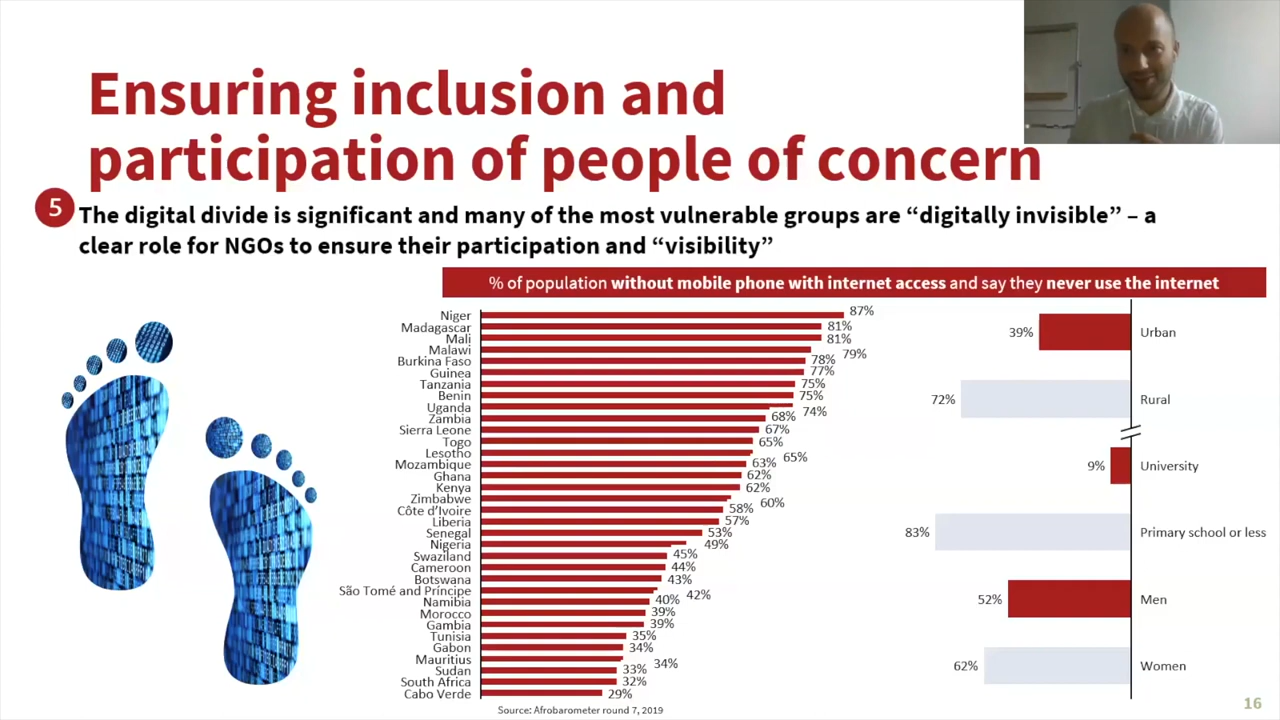 Ensuring inclusion and
participation of people of concern
5
The digital divide is significant and many of the most vulnerable groups are “digitally invisible” – a
clear role for NGOs to ensure their participation and “visibility”
% of population without mobile phone with internet access and say they never use the internet
Niger 87%
Madagascar 81%
Mali 81%
Malawi 79%
Burkina Faso 78%
Guinea 77%
Tanzania 75%
Benin 75%
Uganda 74%
Zambia 68%
Sierra Leone 67%
Togo 65%
Lesotho 65%
Mozambique 63%
Ghana 62%
Kenya 62%
Zimbabwe 60%
Côte d’Ivoire 58%
Liberia 57%
Senegal 53%
Nigeria 49%
Swaziland 45%
Cameroon 44%
Botswana 43%
São Tomé and Príncipe 42%
Namibia 40%
Morocco 39%
Gambia 39%
Tunisia 35%
Gabon 34%
Mauritius 34%
Sudan 33%
South Africa 32%
Cabo Verde 29%
39% Urban
72% Rural
9% University
83% Primary school or less
52% Men
62% Women
Source: Afrobarometer round 7, 2019
16